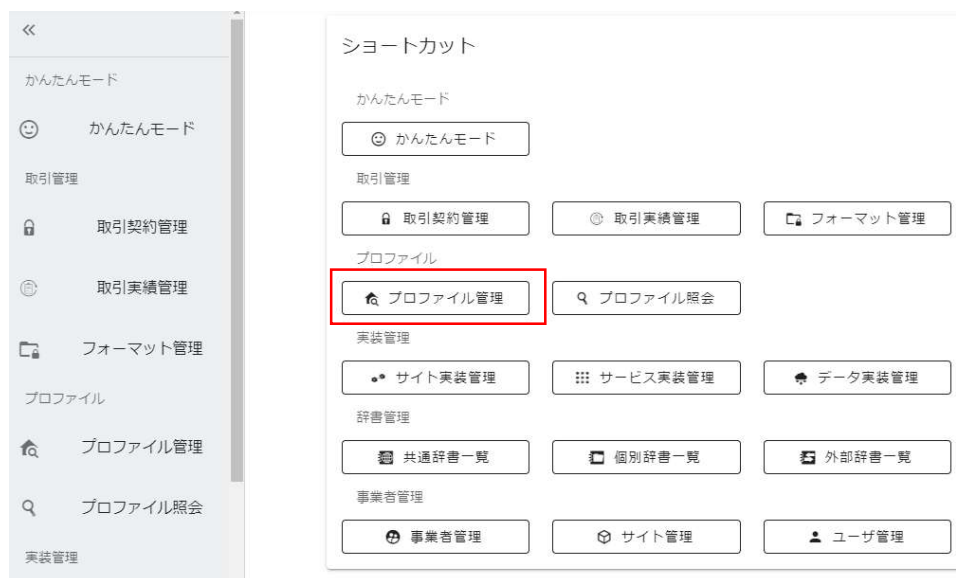 かんたんモード
かんたんモード
取引管理
取引契約管理
取引実績管理
フォーマット管理
プロファイル
プロファイル管理
プロファイル照会
実装管理
ショートカット
かんたんモード
かんたんモード
取引管理
取引契約管理 取引実績管理 フォーマット管理
プロファイル
プロファイル管理 プロファイル照会
実装管理
サイト実装管理 サービス実装管理 データ実装管理
辞書管理
共通辞書一覧 個別辞書一覧 外部辞書一覧
事業者管理
事業者管理 サイト管理 ユーザ管理